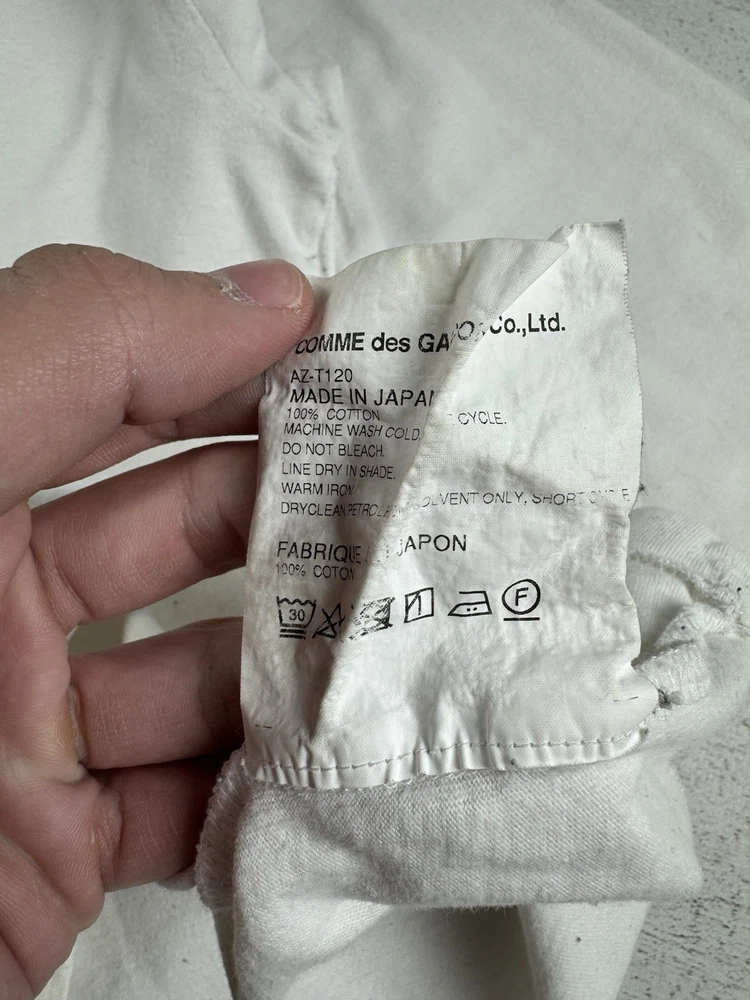 COMME des GA Co.,Ltd.
AZ-T120
MADE IN JAPAN
100% COTTON
MACHINE WASH COLD, CYCLE.
DO NOT BLEACH.
LINE DRY IN SHADE.
WARM IRON
DRYCLEAN PETROL SOLVENT ONLY, SHORT CYCLE
FABRIQUE JAPON
100% COTON
30 F